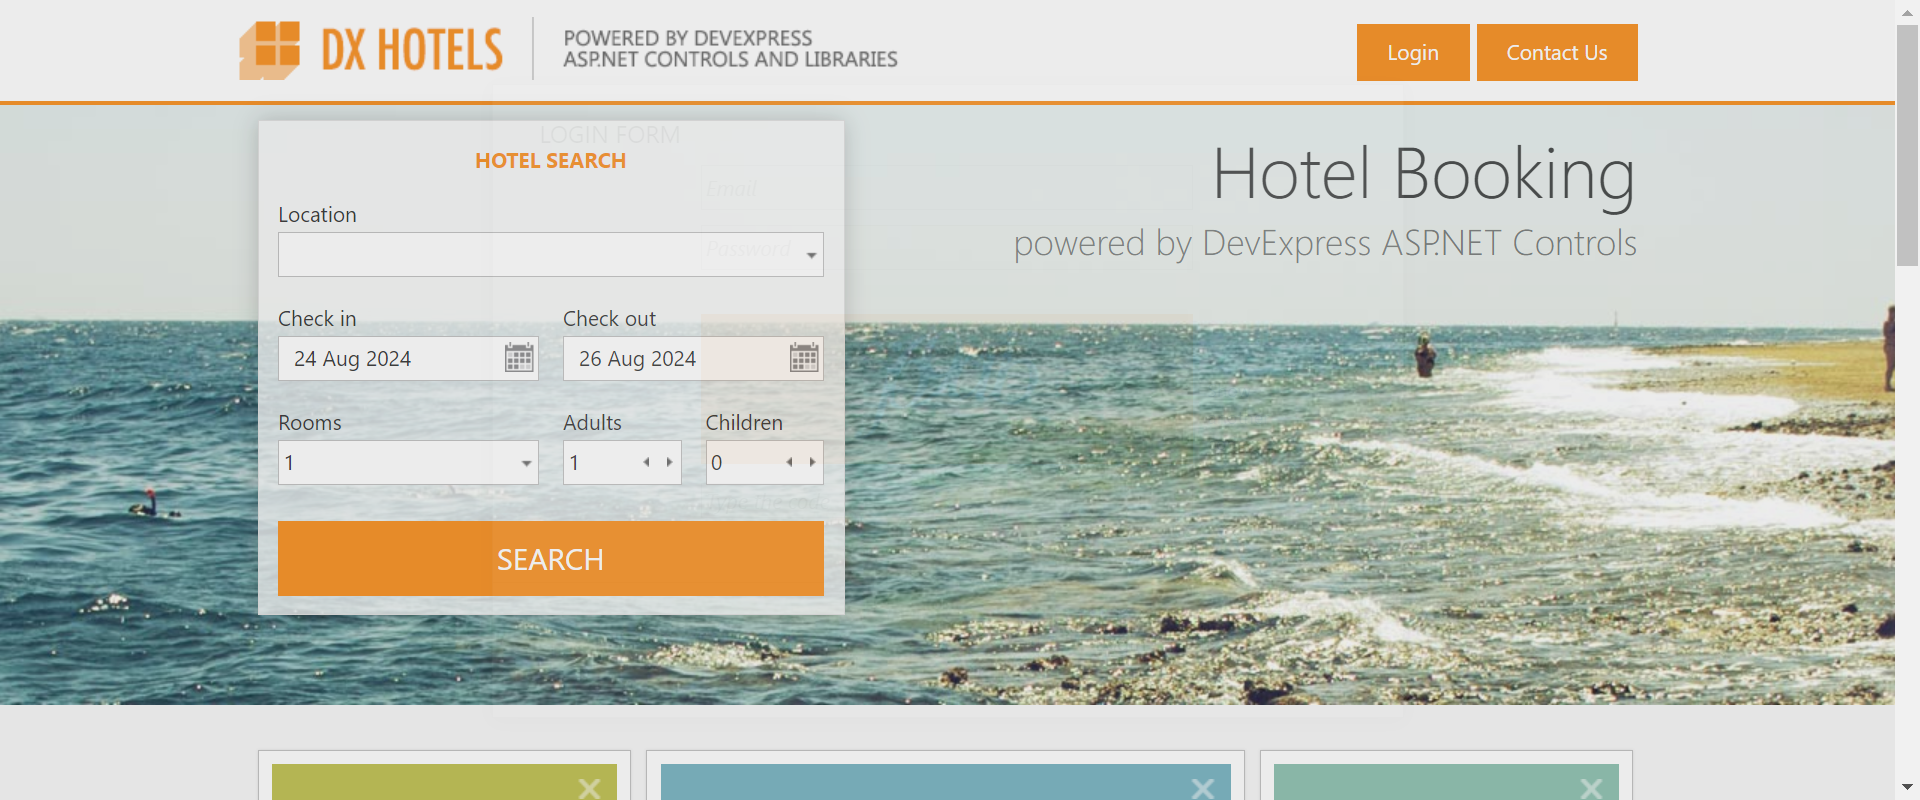 DX HOTELS
POWERED BY DEVEXPRESS
ASP.NET CONTROLS AND LIBRARIES
Login
Contact Us
LOGIN FORM
HOTEL SEARCH
Email
Location
Password
Check in
Check out
24 Aug 2024
26 Aug 2024
Rooms
Adults
Children
1
1
0
SEARCH
Hotel Booking
powered by DevExpress ASP.NET Controls